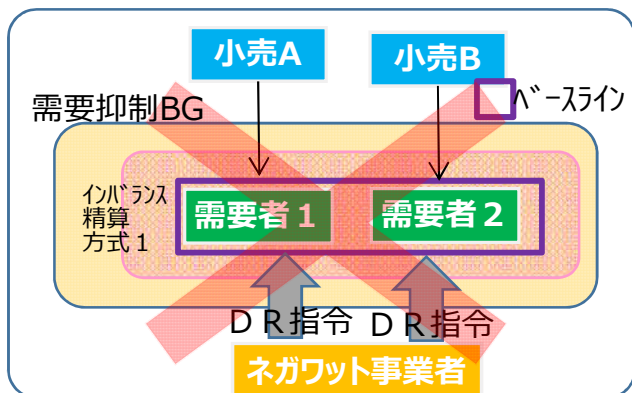 小売A
小売B
ﾍﾞｰｽﾗｲﾝ
需要抑制BG
ｲﾝﾊﾞﾗﾝｽ
精算
方式１
需要者１
需要者２
ＤＲ指令
ＤＲ指令
ネガワット事業者